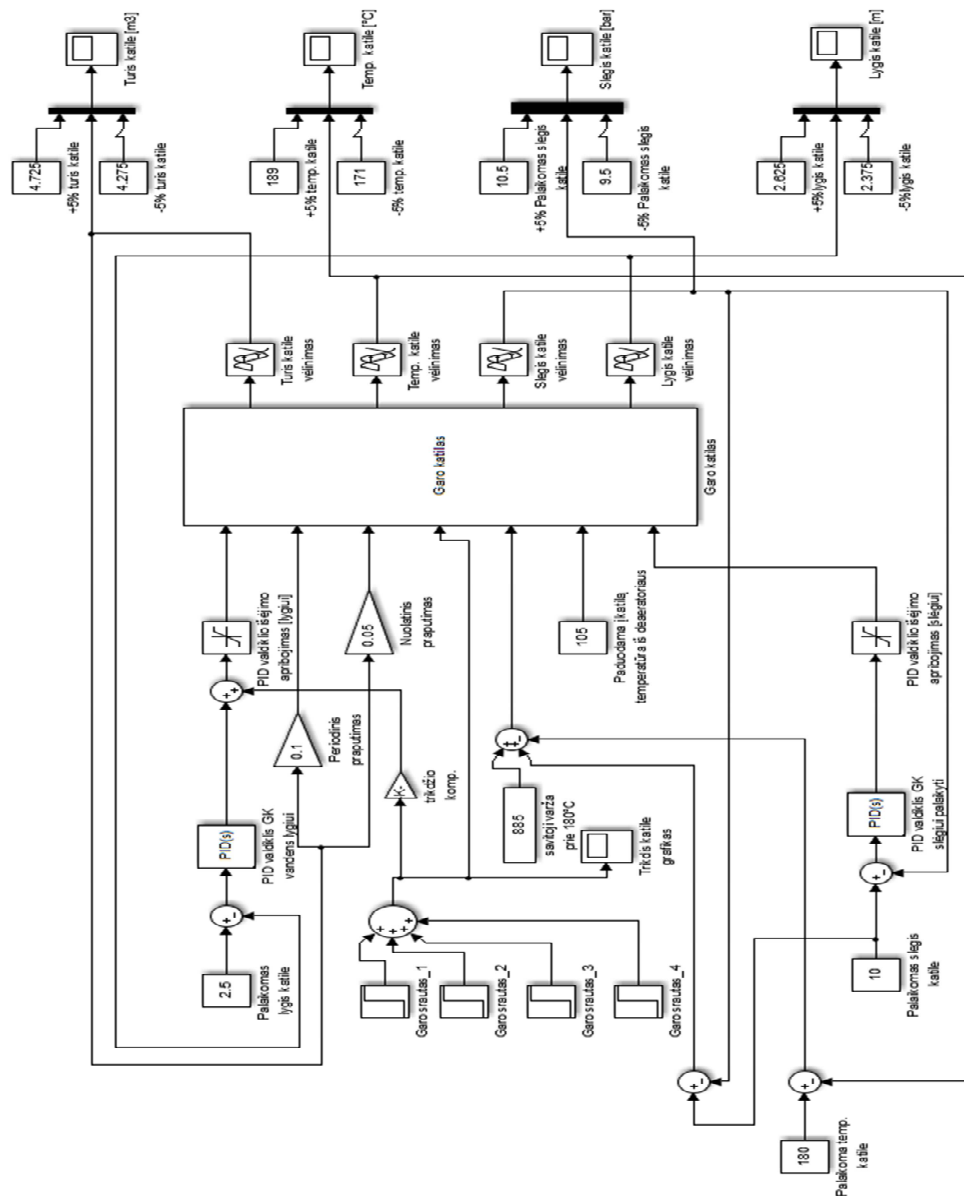 4.725
+5% turis katile
4.275
-5% turis katile
Turis katile [m3]
189
+5% temp. katile
171
-5% temp. katile
Temp. katile [°C]
10.5
+5% Palaikomas slegis
katile
9.5
-5% Palaikomas slegis
katile
Slegis katile [bar]
2.625
+5% lygis katile
2.375
-5% lygis katile
Lygis katile [m]
Turis katile
vėlinimas
Temp. katile
vėlinimas
Slegis katile
vėlinimas
Lygis katile
vėlinimas
Garo katilas
Garo katilas
PID valdiklio išėjimo
apribojimas [lygiui]
0.05
Nuolatinis
praputimas
0.1
Periodinis
praputimas
K-
trikdžio
komp.
105
Paduodama į katilą
temperatūra iš deaeratoriaus
PID valdiklio išėjimo
apribojimas [slėgiui]
PID(s)
PID valdiklis GK
vandens lygiui
885
savitoji varža
prie 180°C
Trikdis katile
grafikas
PID(s)
PID valdiklis GK
slėgiui palaikyti
2.5
Palaikomas
lygis katile
Garo srautas_1
Garo srautas_2
Garo srautas_3
Garo srautas_4
10
Palaikomas slegis
katile
180
Palaikoma temp.
katile